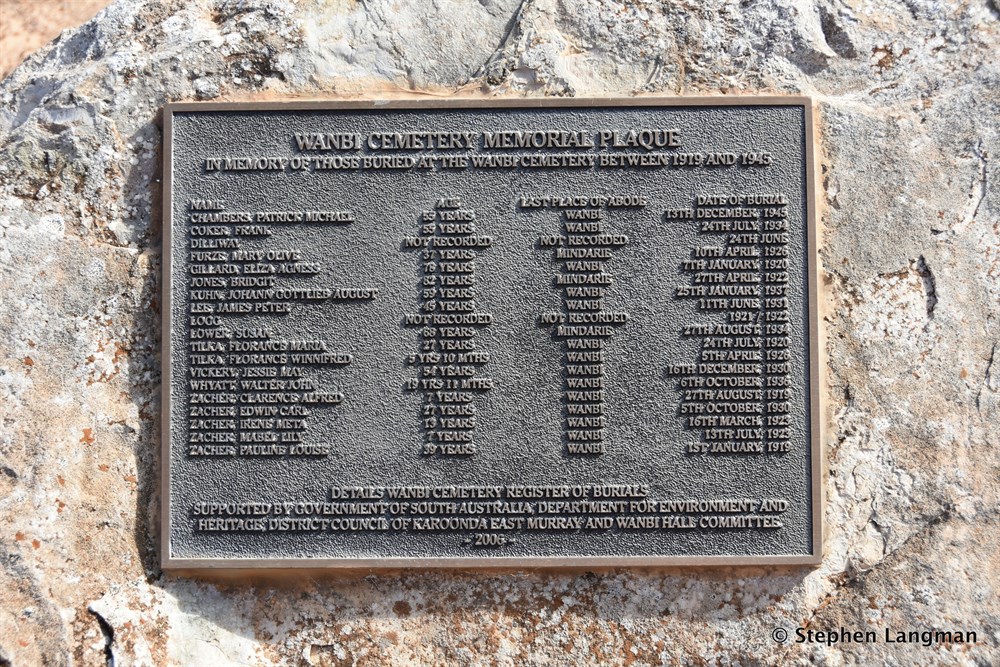 WANBI CEMETERY MEMORIAL PLAQUE
IN MEMORY OF THOSE BURIED AT THE WANBI CEMETERY BETWEEN 1919 AND 1945
NAME AGE LAST PLACE OF ABODE DATE OF BURIAL
CHAMBERS, PATRICK MICHAEL 53 YEARS WANBI 13TH DECEMBER, 1945
COKER, FRANK 55 YEARS WANBI 24TH JULY, 1934
DILLIWAY NOT RECORDED NOT RECORDED 24TH JUNE
FURZE, MARY OLIVE 37 YEARS MINDARIE 10TH APRIL, 1926
GILLARD, ELIZA AGNESS 78 YEARS WANBI 7TH JANUARY, 1920
JONES, BRIDGIT 82 YEARS MINDARIE 27TH APRIL, 1922
KUHN, JOHANN GOTTLIEB AUGUST 59 YEARS WANBI 25TH JANUARY, 1937
LEE, JAMES PETER 49 YEARS WANBI 11TH JUNE, 1931
LOGG NOT RECORDED NOT RECORDED 1921 / 1922
LOWER, SUSAN 68 YEARS MINDARIE 27TH AUGUST, 1934
TILKA, FLORANCE MARIA 27 YEARS WANBI 24TH JULY, 1920
TILKA, FLORANCE WINNIFRED 5 YRS 10 MTHS WANBI 5TH APRIL, 1926
VICKERY, JESSIE MAY 54 YEARS WANBI 16TH DECEMBER, 1930
WHYATT, WALTER JOHN 19 YRS 11 MTHS WANBI 6TH OCTOBER, 1936
ZACHER, CLARENCE ALFRED 7 YEARS WANBI 27TH AUGUST, 1919
ZACHER, EDWIN CARL 27 YEARS WANBI 5TH OCTOBER, 1930
ZACHER, IRENE META 13 YEARS WANBI 16TH MARCH, 1923
ZACHER, MABEL LILY 7 YEARS WANBI 13TH JULY, 1923
ZACHER, PAULINE LOUISE 39 YEARS WANBI 1ST JANUARY, 1919
DETAILS WANBI CEMETERY REGISTER OF BURIALS
SUPPORTED BY GOVERNMENT OF SOUTH AUSTRALIA, DEPARTMENT FOR ENVIRONMENT AND
HERITAGE, DISTRICT COUNCIL OF KAROONDA EAST MURRAY AND WANBI HALL COMMITTEE.
- 2006 -
© Stephen Langman